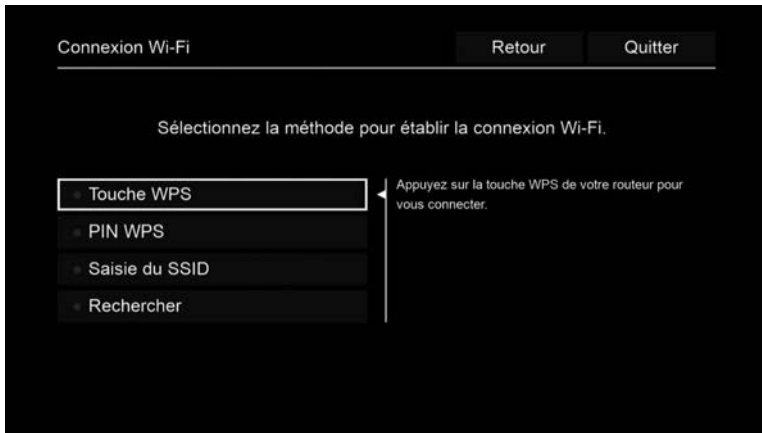 Connexion Wi-Fi
Retour
Quitter
Sélectionnez la méthode pour établir la connexion Wi-Fi.
Touche WPS
Appuyez sur la touche WPS de votre routeur pour
vous connecter.
PIN WPS
Saisie du SSID
Rechercher